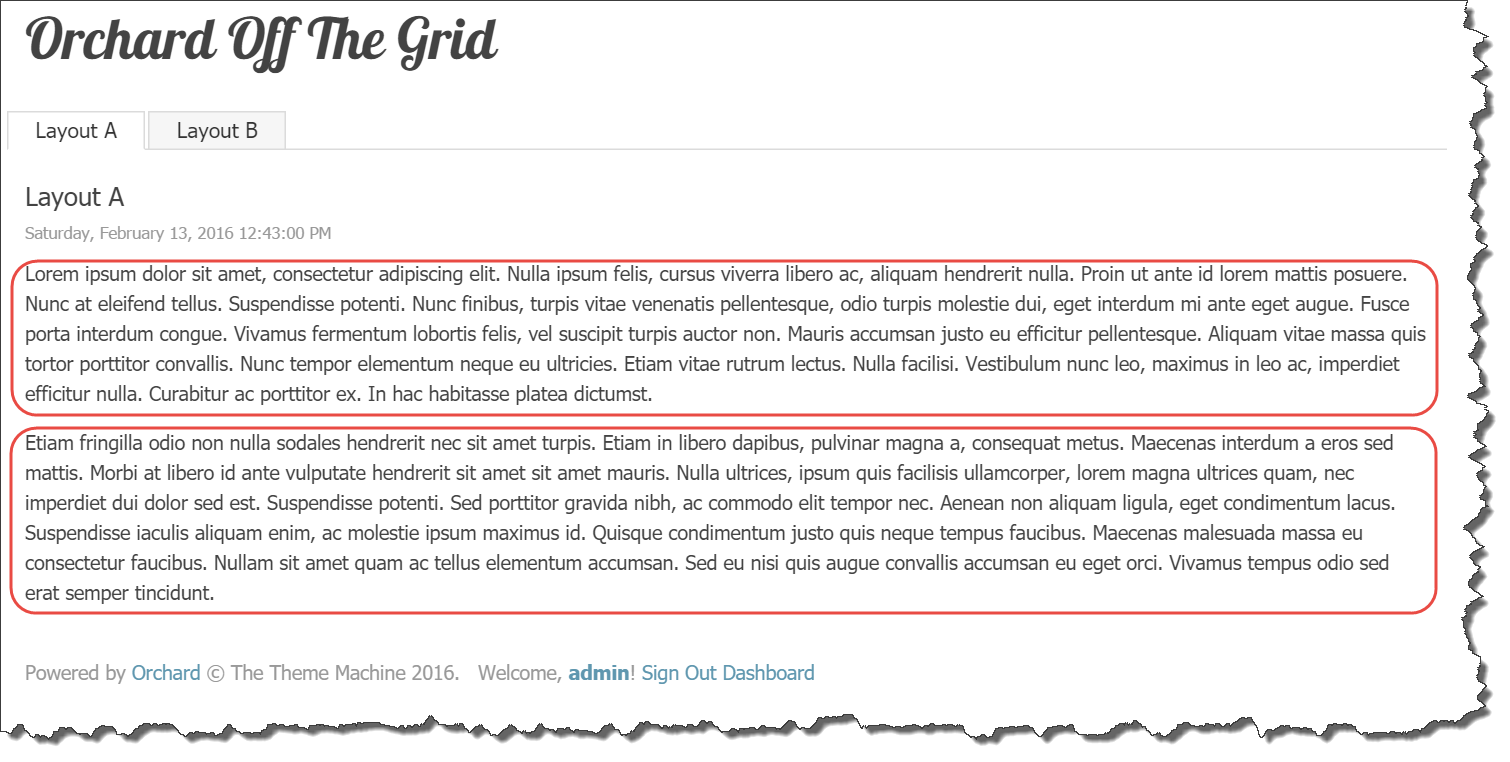 Orchard Off The Grid
Layout A
Layout B
Layout A
Saturday, February 13, 2016 12:43:00 PM
Lorem ipsum dolor sit amet, consectetur adipiscing elit. Nulla ipsum felis, cursus viverra libero ac, aliquam hendrerit nulla. Proin ut ante id lorem mattis posuere.
Nunc at eleifend tellus. Suspendisse potenti. Nunc finibus, turpis vitae venenatis pellentesque, odio turpis molestie dui, eget interdum mi ante eget augue. Fusce
porta interdum congue. Vivamus fermentum lobortis felis, vel suscipit turpis auctor non. Mauris accumsan justo eu efficitur pellentesque. Aliquam vitae massa quis
tortor porttitor convallis. Nunc tempor elementum neque eu ultricies. Etiam vitae rutrum lectus. Nulla facilisi. Vestibulum nunc leo, maximus in leo ac, imperdiet
efficitur nulla. Curabitur ac porttitor ex. In hac habitasse platea dictumst.
Etiam fringilla odio non nulla sodales hendrerit nec sit amet turpis. Etiam in libero dapibus, pulvinar magna a, consequat metus. Maecenas interdum a eros sed
mattis. Morbi at libero id ante vulputate hendrerit sit amet sit amet mauris. Nulla ultrices, ipsum quis facilisis ullamcorper, lorem magna ultrices quam, nec
imperdiet dui dolor sed est. Suspendisse potenti. Sed porttitor gravida nibh, ac commodo elit tempor nec. Aenean non aliquam ligula, eget condimentum lacus.
Suspendisse iaculis aliquam enim, ac molestie ipsum maximus id. Quisque condimentum justo quis neque tempus faucibus. Maecenas malesuada massa eu
consectetur faucibus. Nullam sit amet quam ac tellus elementum accumsan. Sed eu nisi quis augue convallis accumsan eu eget orci. Vivamus tempus odio sed
erat semper tincidunt.
Powered by Orchard © The Theme Machine 2016. Welcome, admin! Sign Out Dashboard